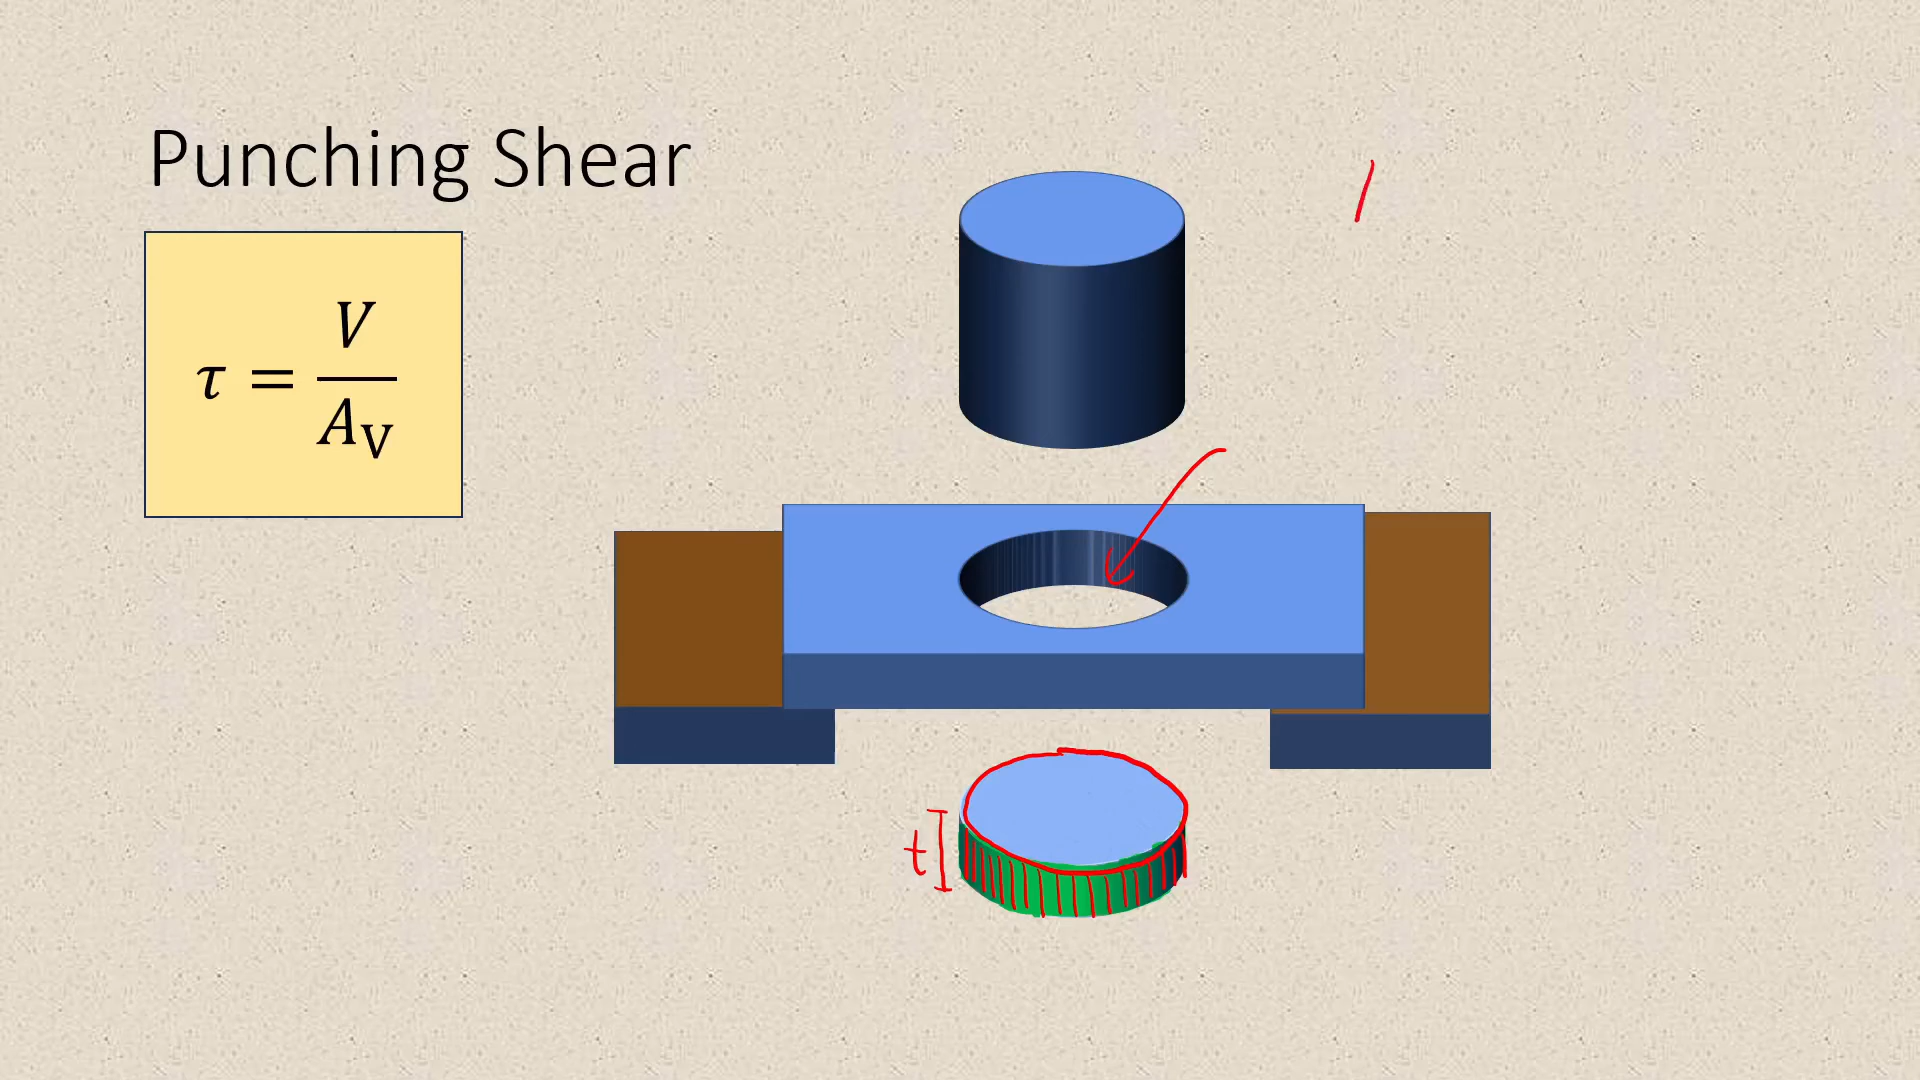 Punching Shear
τ = V / A_V
t